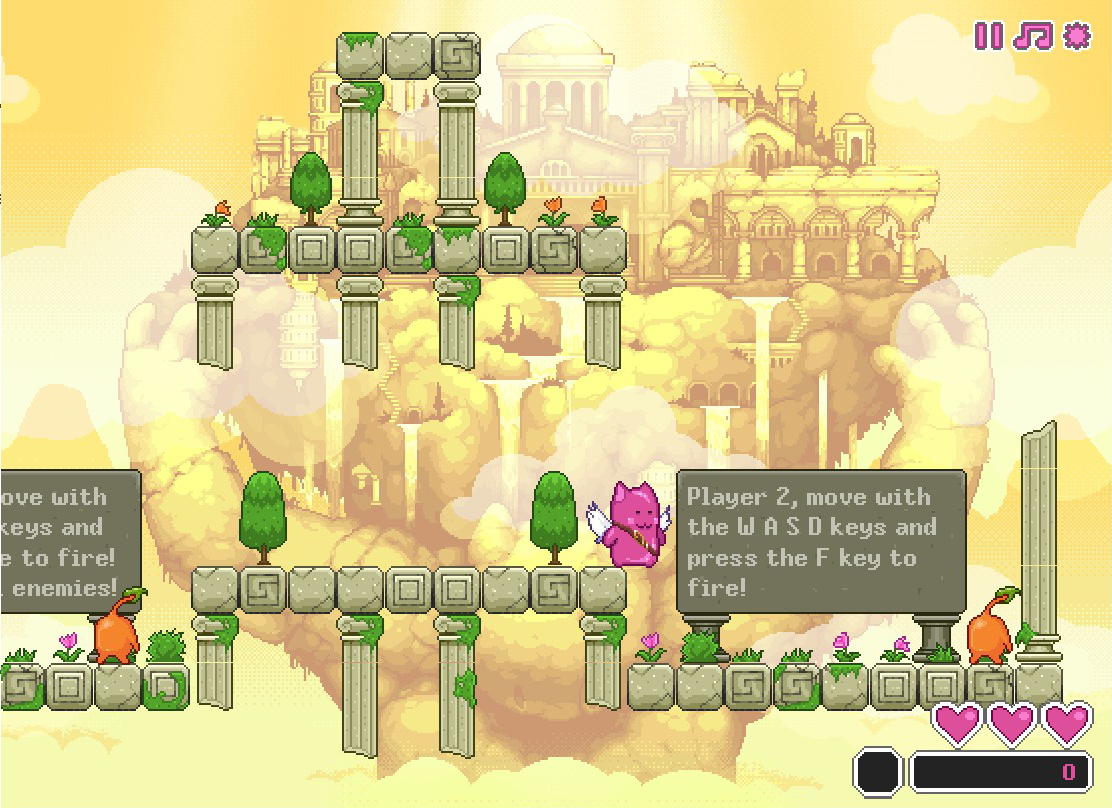 ove with
keys and
e to fire!
enemies!
Player 2, move with
the W A S D keys and
press the F key to
fire!
0